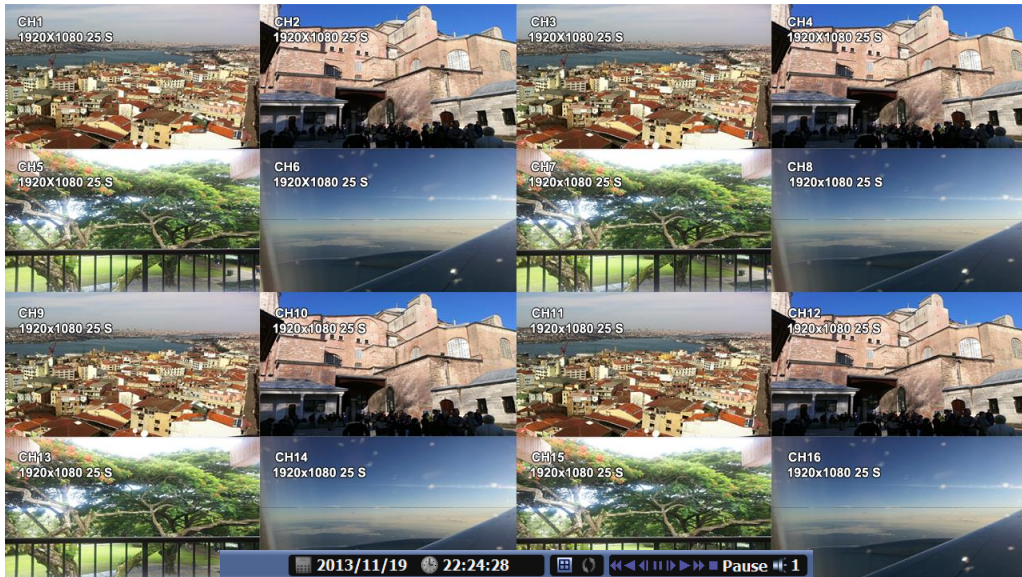 CH1
1920X1080 25 S
CH2
1920X1080 25 S
CH3
1920X1080 25 S
CH4
1920X1080 25 S
CH5
1920X1080 25 S
CH6
1920X1080 25 S
CH7
1920x1080 25 S
CH8
1920x1080 25 S
CH9
1920x1080 25 S
CH10
1920x1080 25 S
CH11
1920x1080 25 S
CH12
1920x1080 25 S
CH13
1920x1080 25 S
CH14
1920x1080 25 S
CH15
1920x1080 25 S
CH16
1920x1080 25 S
2013/11/19 22:24:28 Pause 1